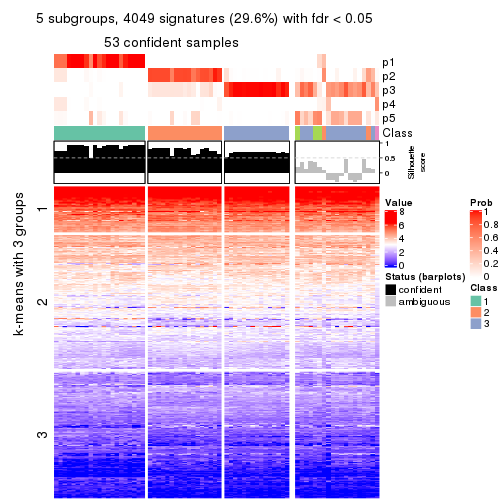 5 subgroups, 4049 signatures (29.6%) with fdr < 0.05
53 confident samples
p1
p2
p3
p4
p5
Class
1
0.5
0
Silhouette
score
k-means with 3 groups
1
2
3
Value
8
6
4
2
0
Status (barplots)
confident
ambiguous
Prob
1
0.8
0.6
0.4
0.2
0
Class
1
2
3